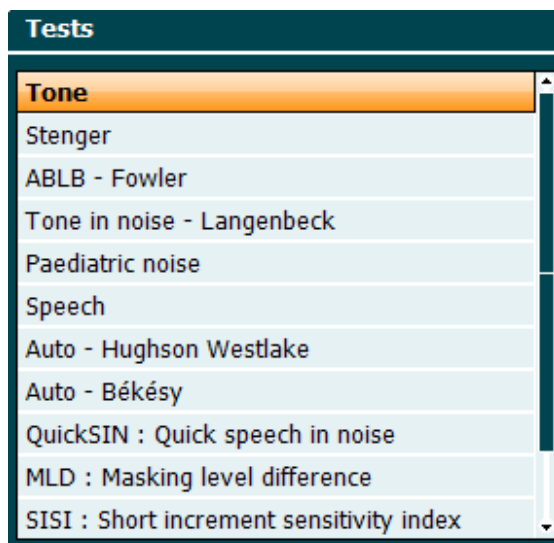 Tests
Tone
Stenger
ABLB - Fowler
Tone in noise - Langenbeck
Paediatric noise
Speech
Auto - Hughson Westlake
Auto - Békésy
QuickSIN : Quick speech in noise
MLD : Masking level difference
SISI : Short increment sensitivity index